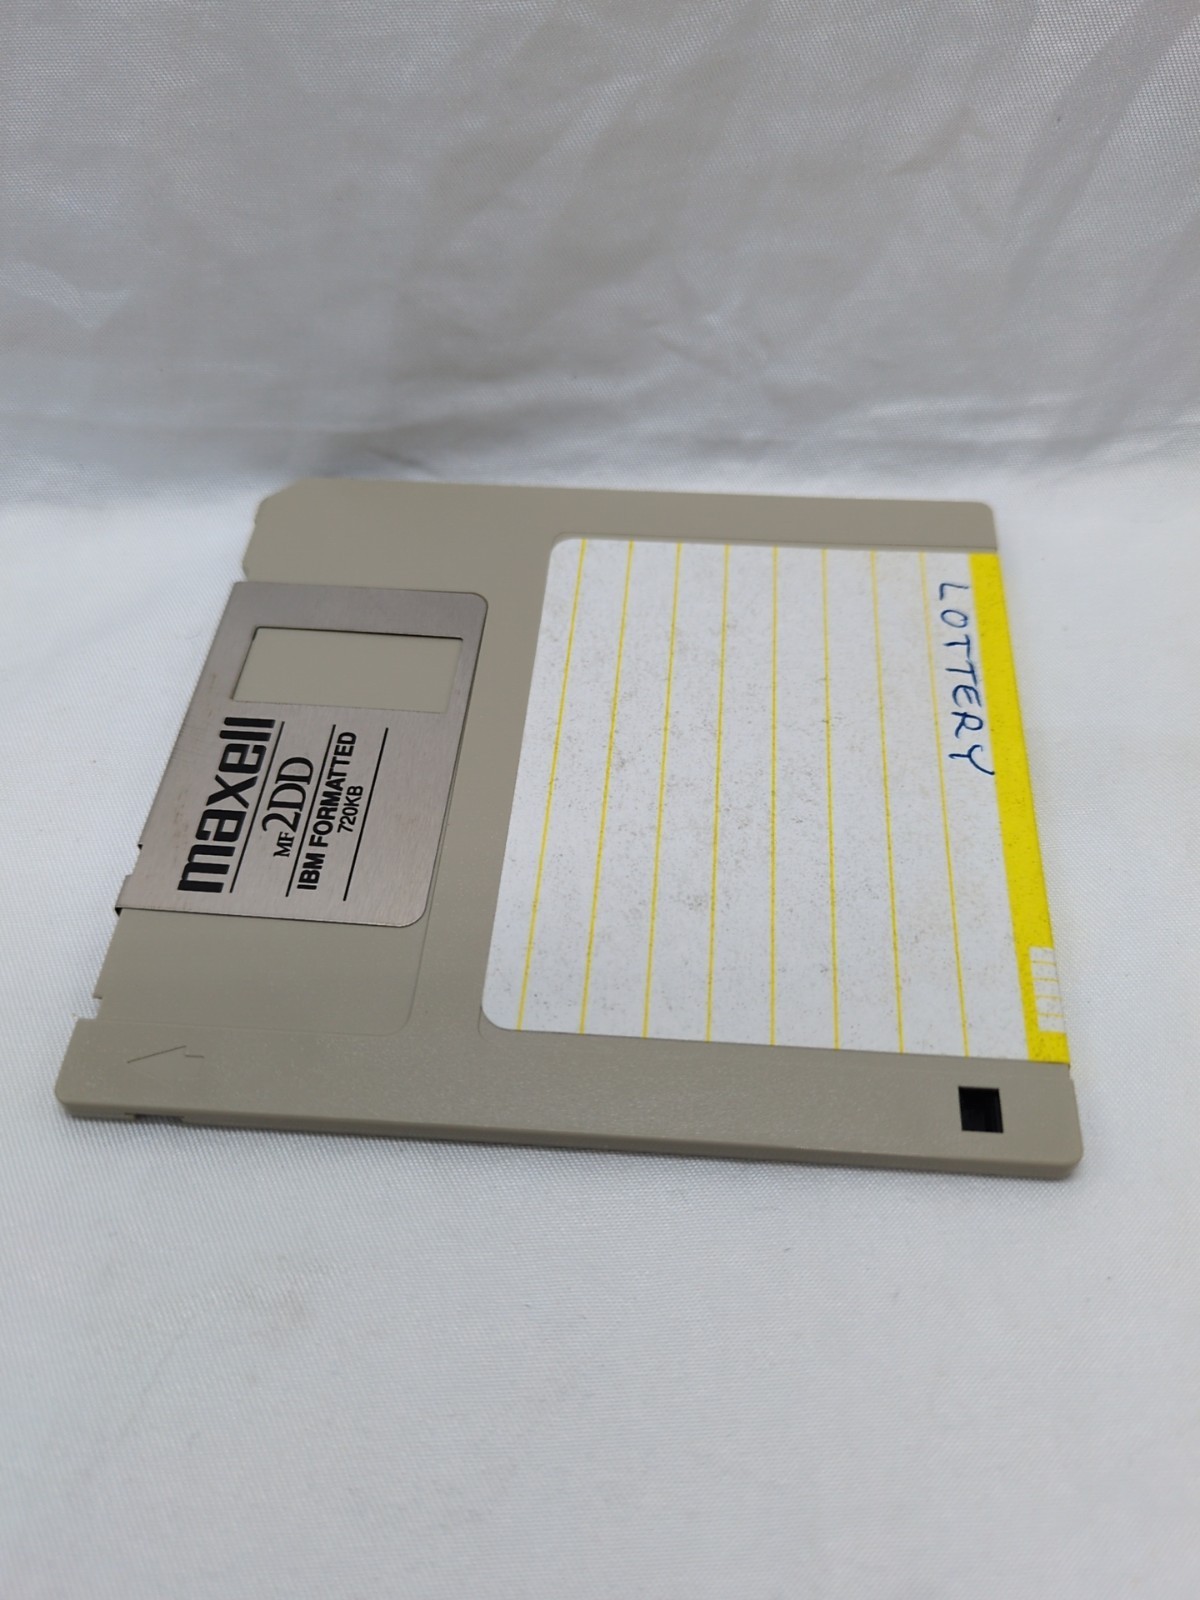 maxell
MF 2DD
IBM FORMATTED
720KB
LOTTERY